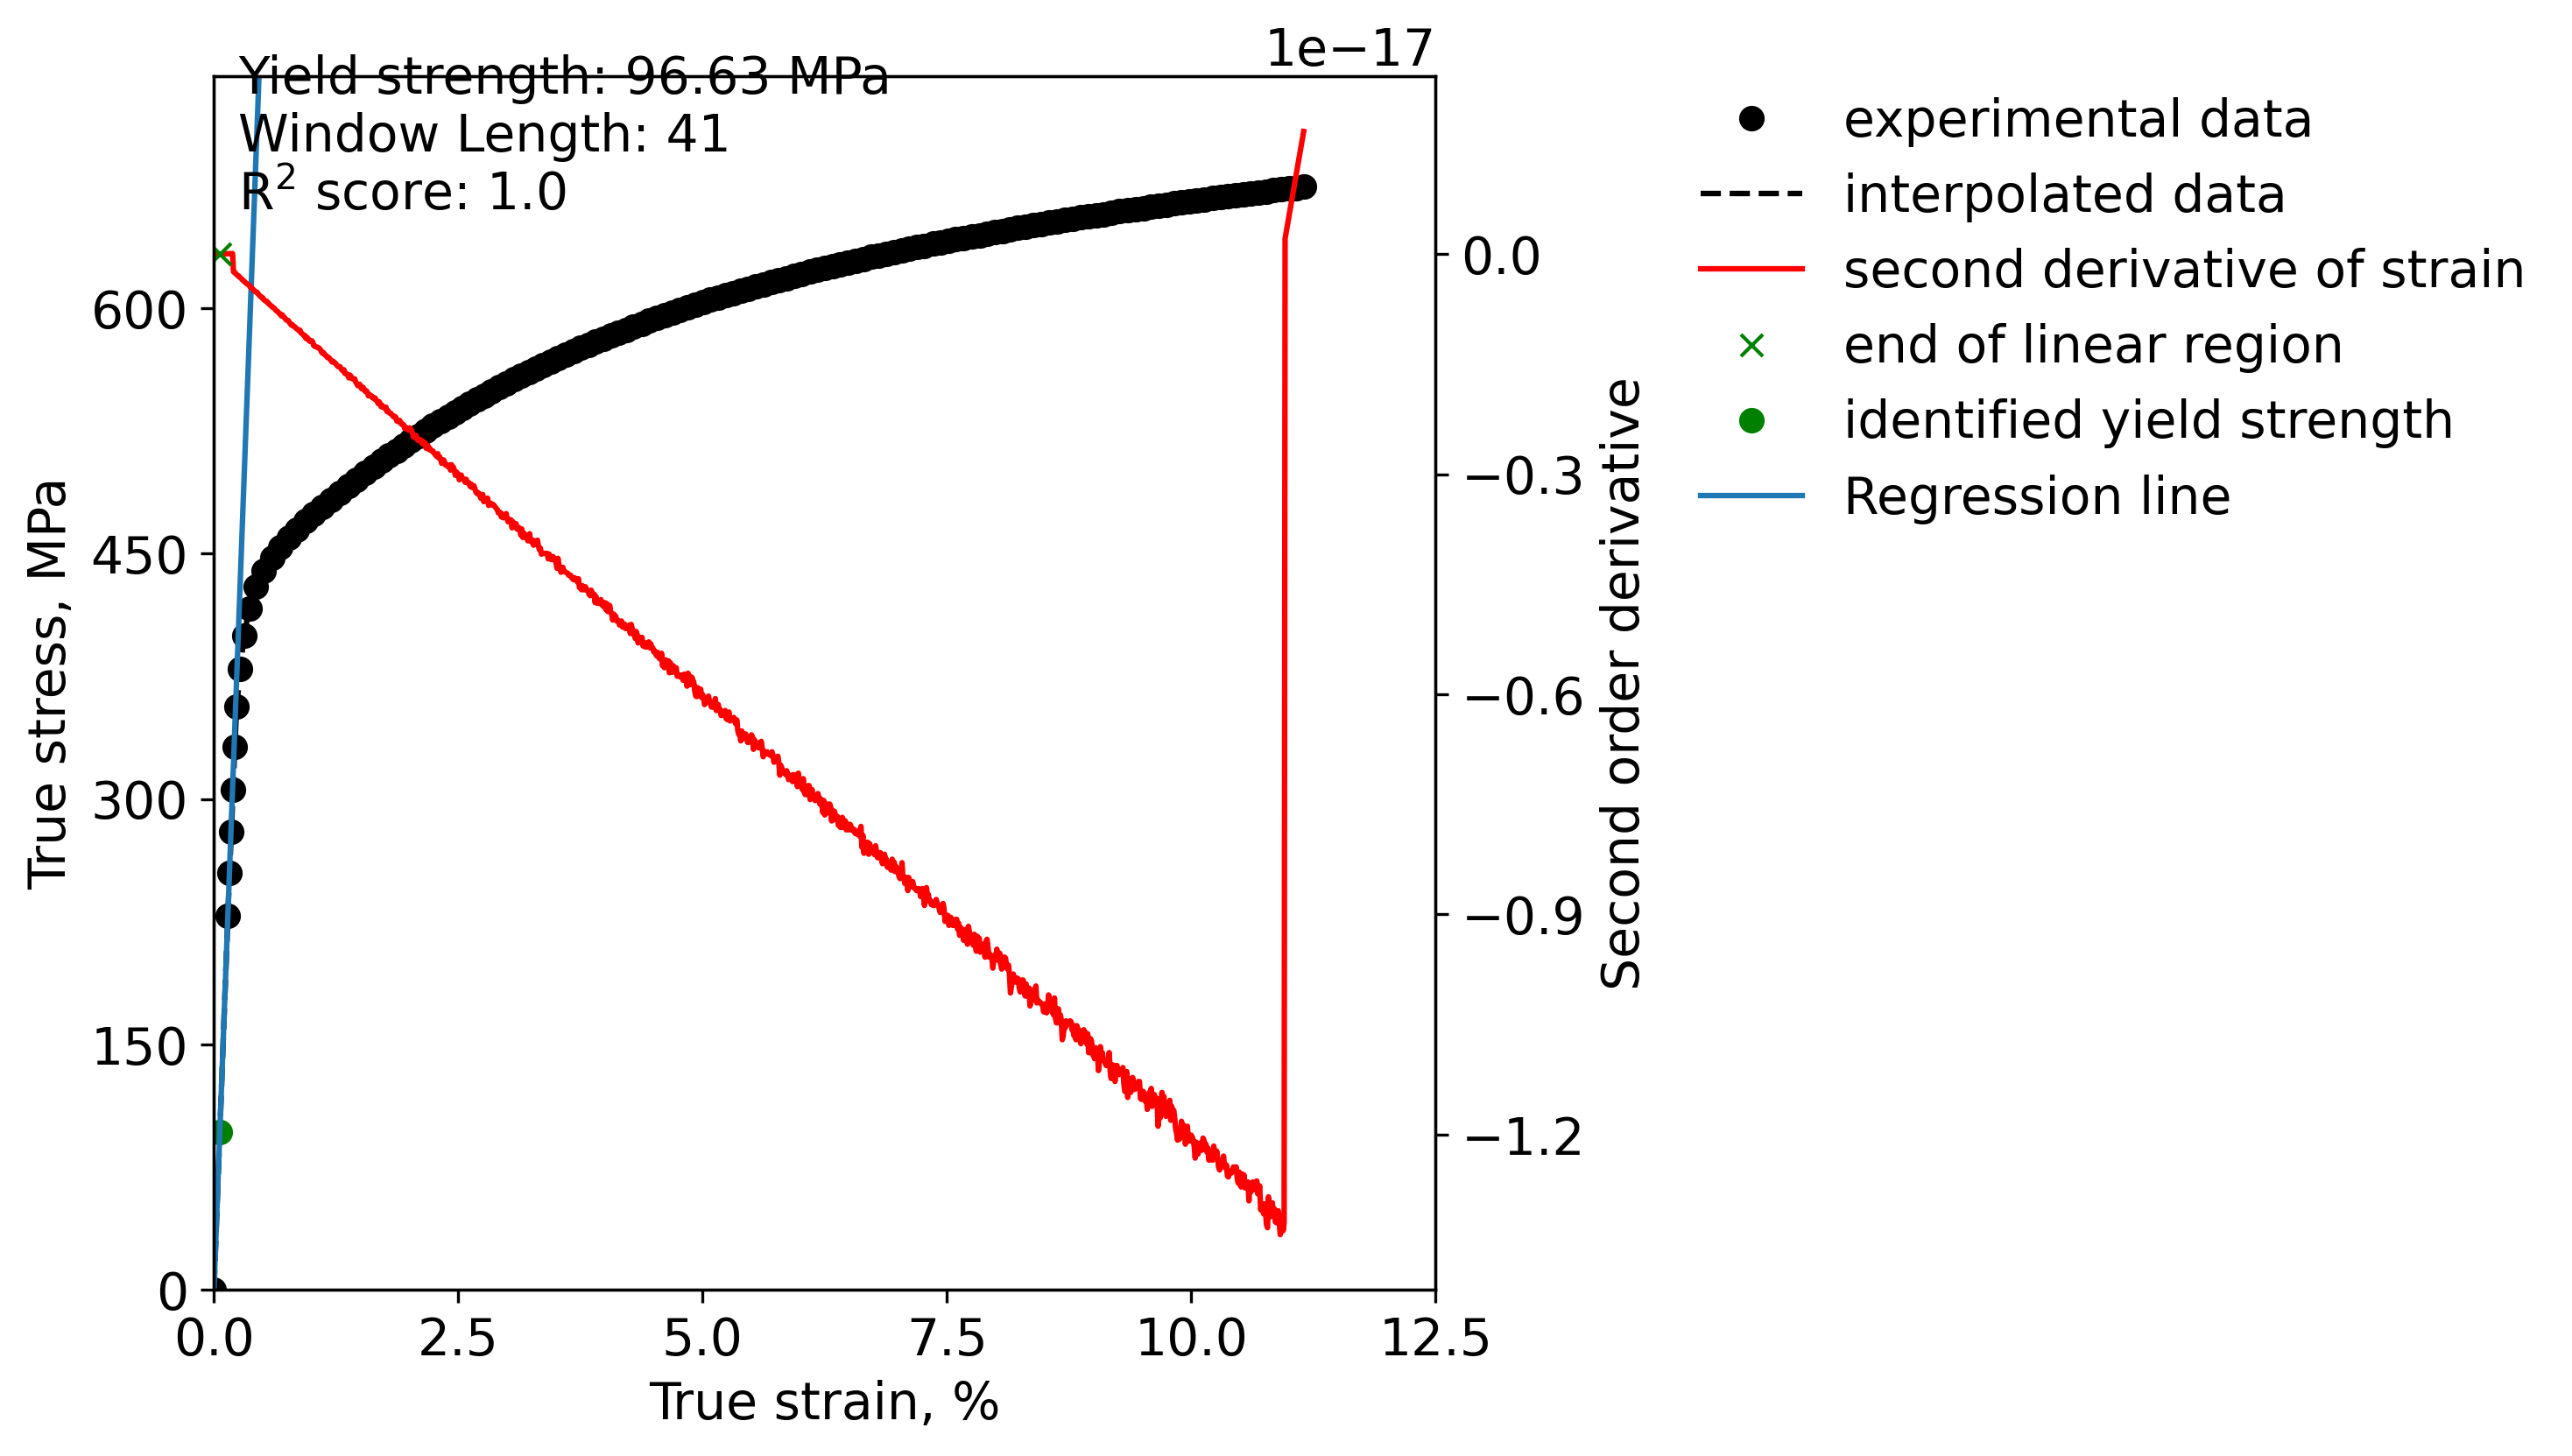 1e−17
Yield strength: 96.63 MPa
Window Length: 41
R² score: 1.0
True stress, MPa
600
450
300
150
0
0.0
2.5
5.0
7.5
10.0
12.5
True strain, %
0.0
−0.3
−0.6
−0.9
−1.2
Second order derivative
experimental data
interpolated data
second derivative of strain
end of linear region
identified yield strength
Regression line